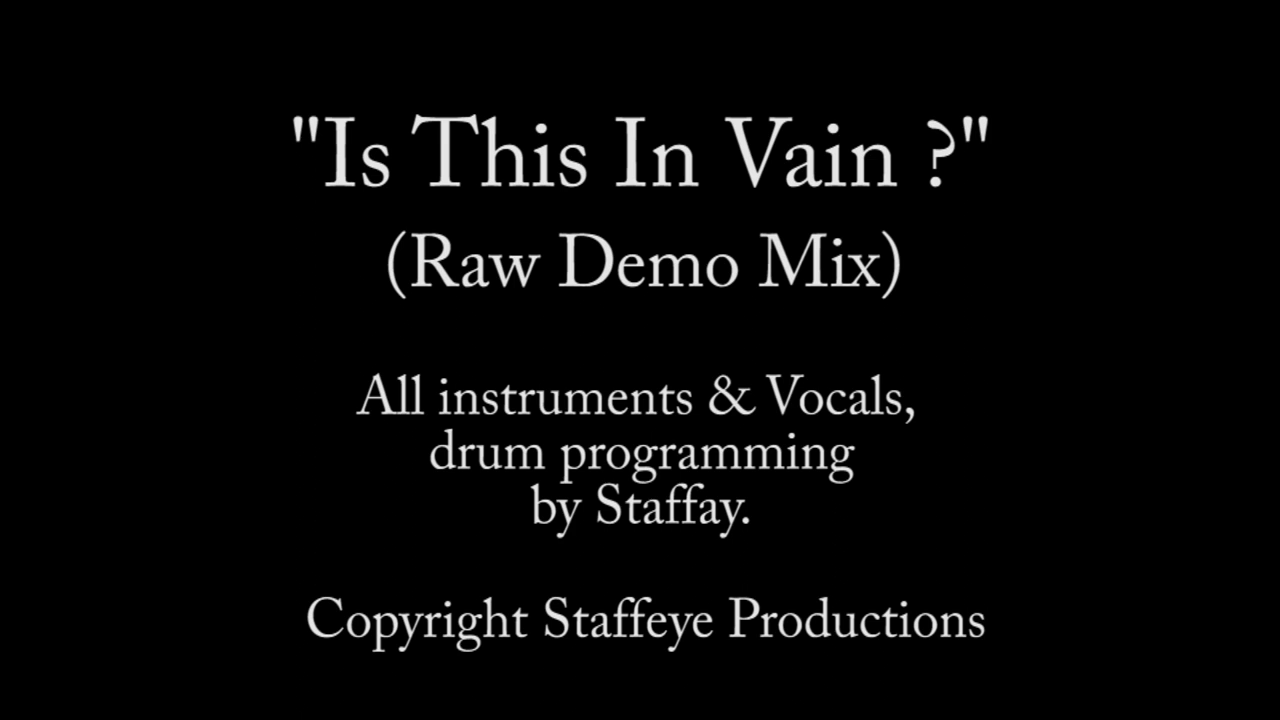 "Is This In Vain ?"
(Raw Demo Mix)
All instruments & Vocals,
drum programming
by Staffay.
Copyright Staffeye Productions